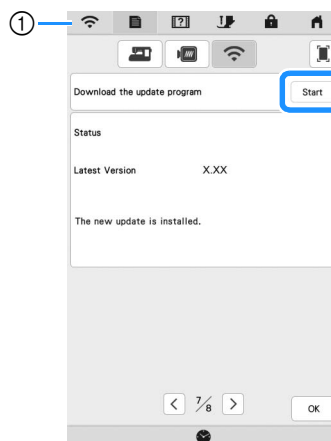 ①
Download the update program Start
Status
Latest Version X.XX
The new update is installed.
7/8
OK